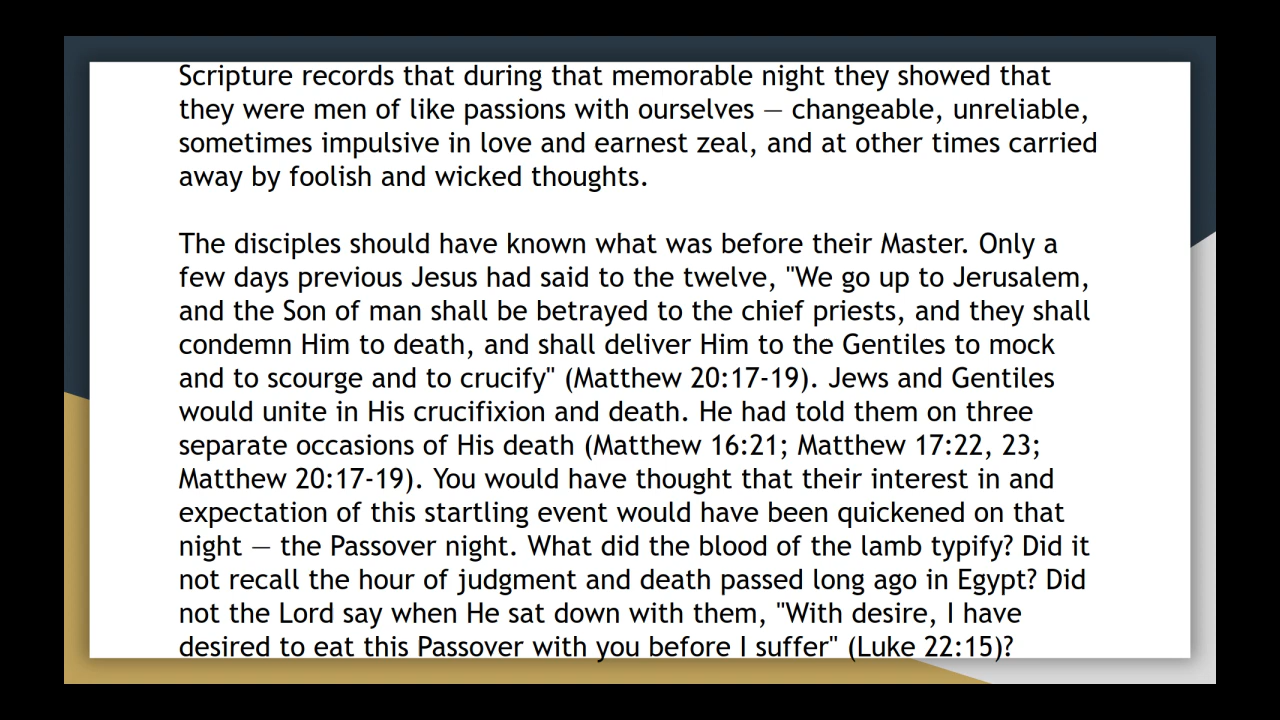 Scripture records that during that memorable night they showed that
they were men of like passions with ourselves — changeable, unreliable,
sometimes impulsive in love and earnest zeal, and at other times carried
away by foolish and wicked thoughts.
The disciples should have known what was before their Master. Only a
few days previous Jesus had said to the twelve, "We go up to Jerusalem,
and the Son of man shall be betrayed to the chief priests, and they shall
condemn Him to death, and shall deliver Him to the Gentiles to mock
and to scourge and to crucify" (Matthew 20:17-19). Jews and Gentiles
would unite in His crucifixion and death. He had told them on three
separate occasions of His death (Matthew 16:21; Matthew 17:22, 23;
Matthew 20:17-19). You would have thought that their interest in and
expectation of this startling event would have been quickened on that
night — the Passover night. What did the blood of the lamb typify? Did it
not recall the hour of judgment and death passed long ago in Egypt? Did
not the Lord say when He sat down with them, "With desire, I have
desired to eat this Passover with you before I suffer" (Luke 22:15)?